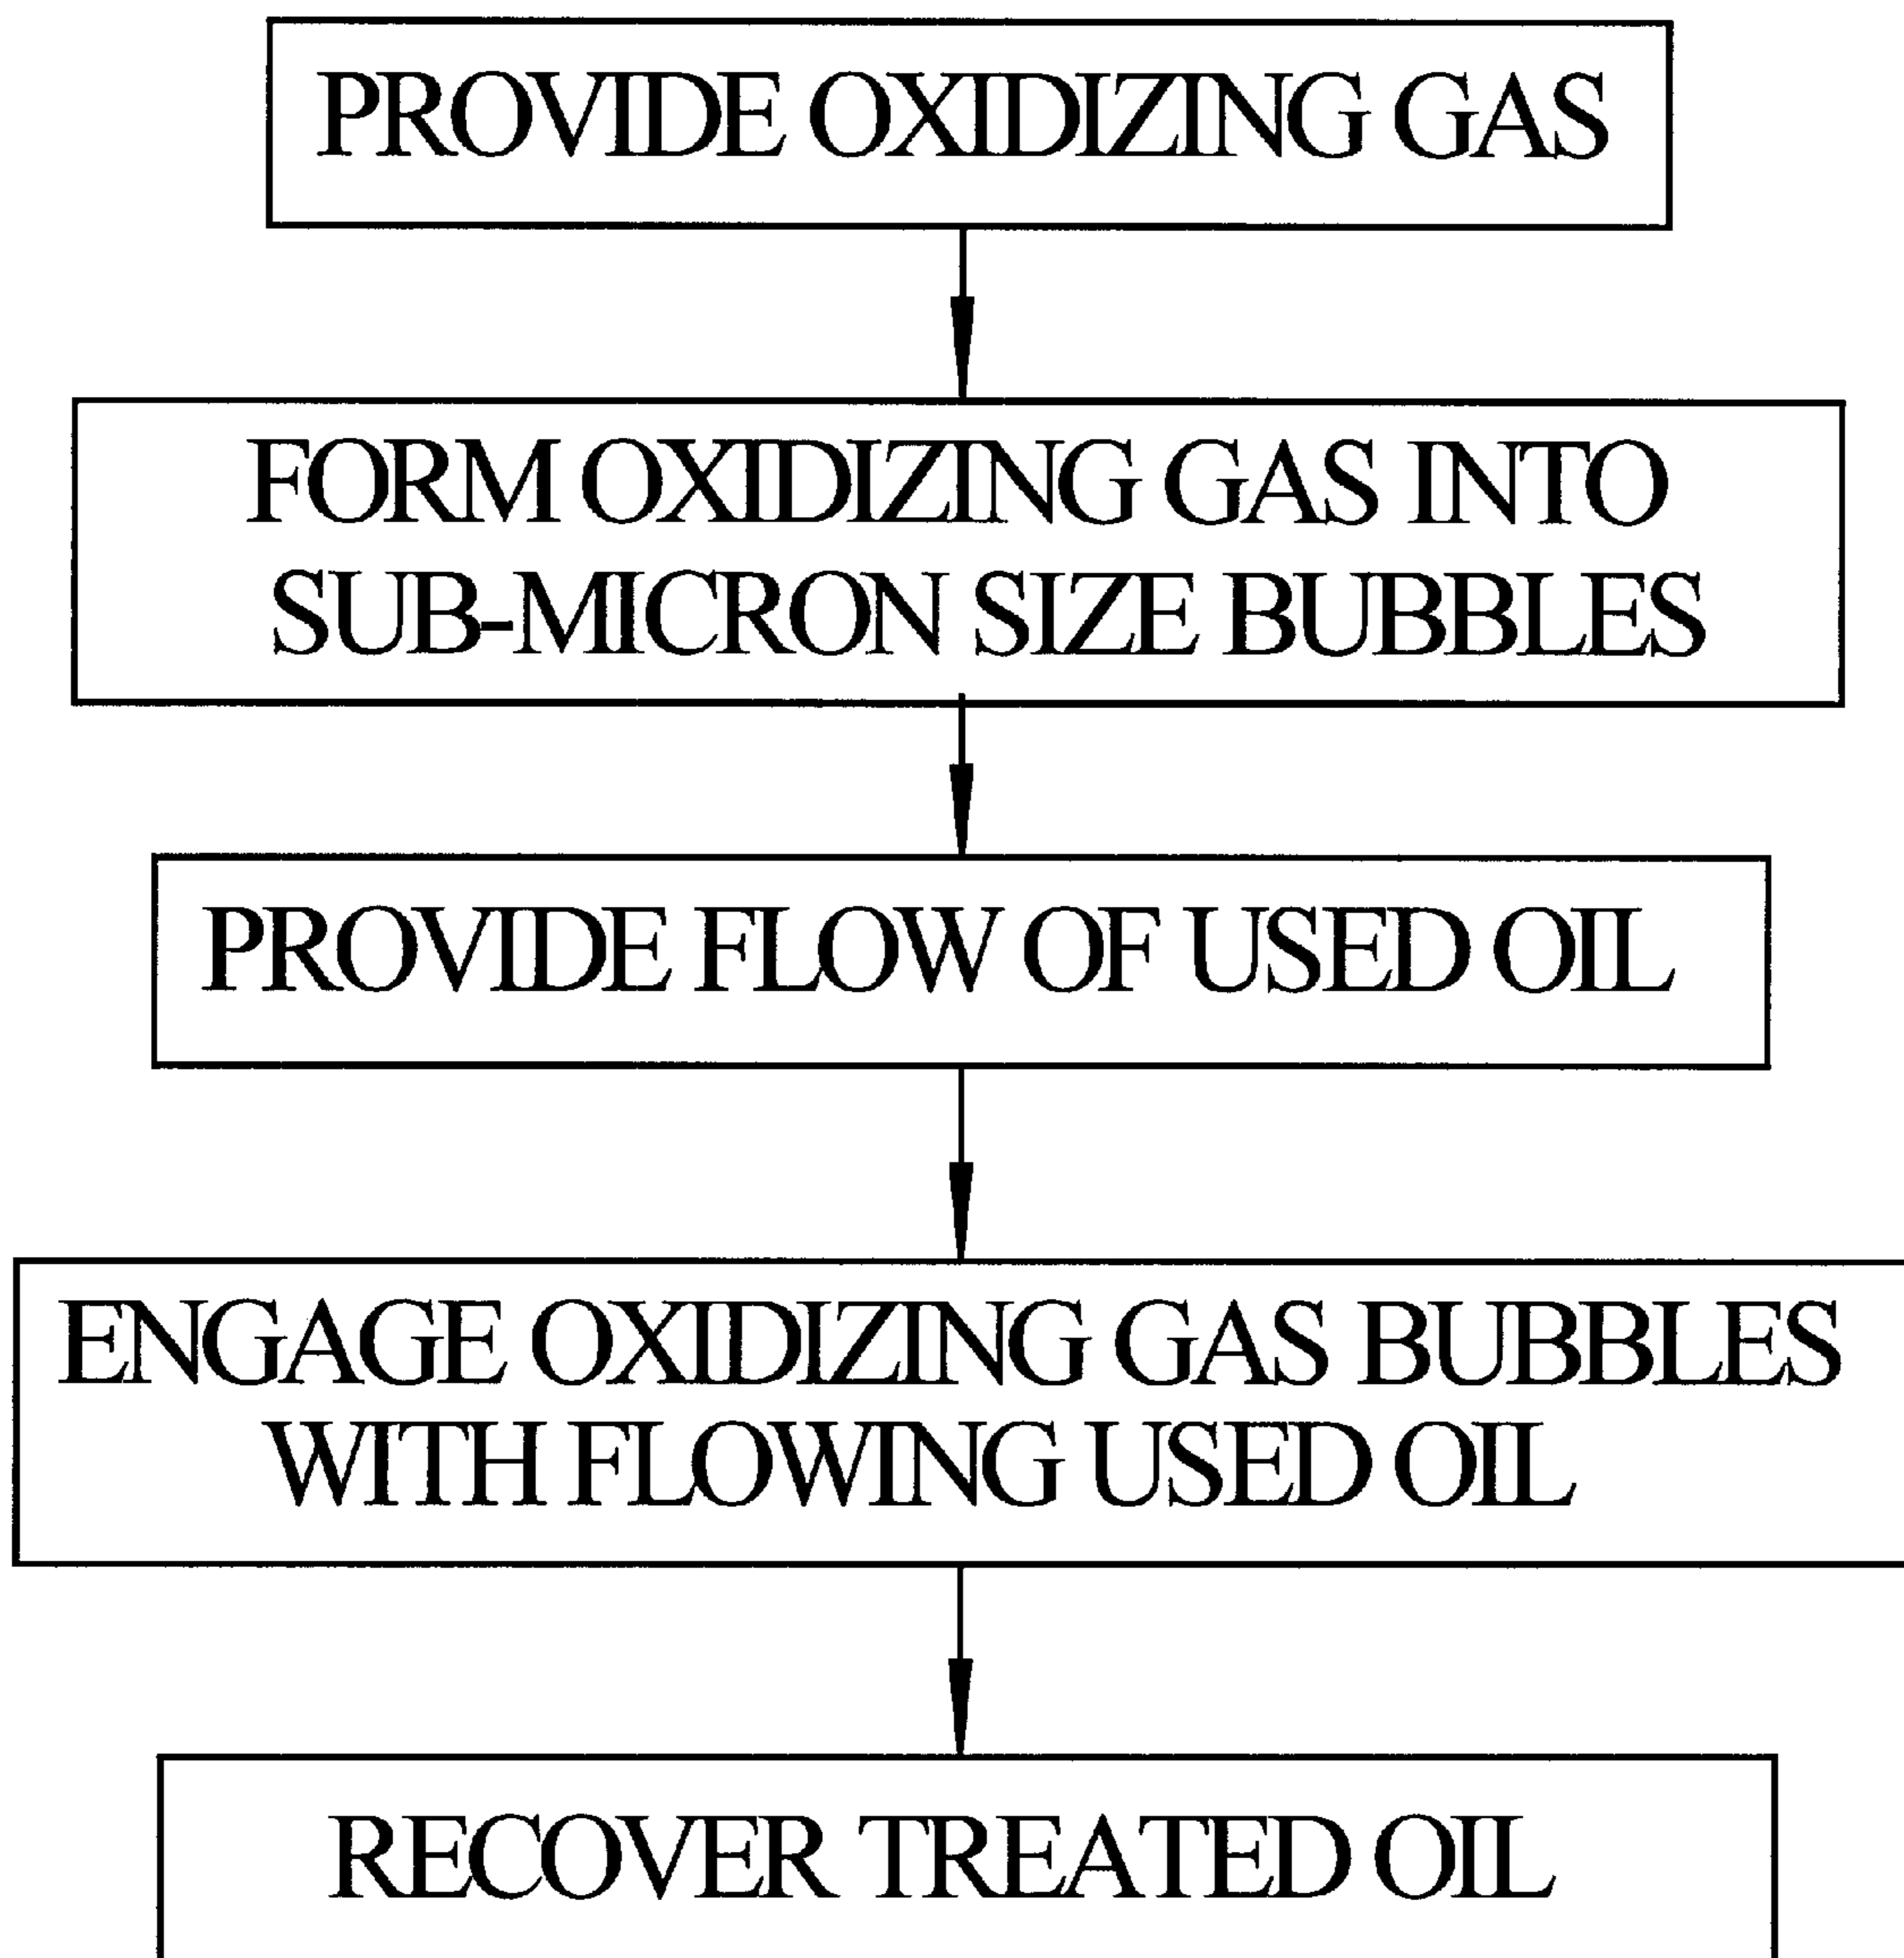 PROVIDE OXIDIZING GAS
FORM OXIDIZING GAS INTO
SUB-MICRON SIZE BUBBLES
PROVIDE FLOW OF USED OIL
ENGAGE OXIDIZING GAS BUBBLES
WITH FLOWING USED OIL
RECOVER TREATED OIL